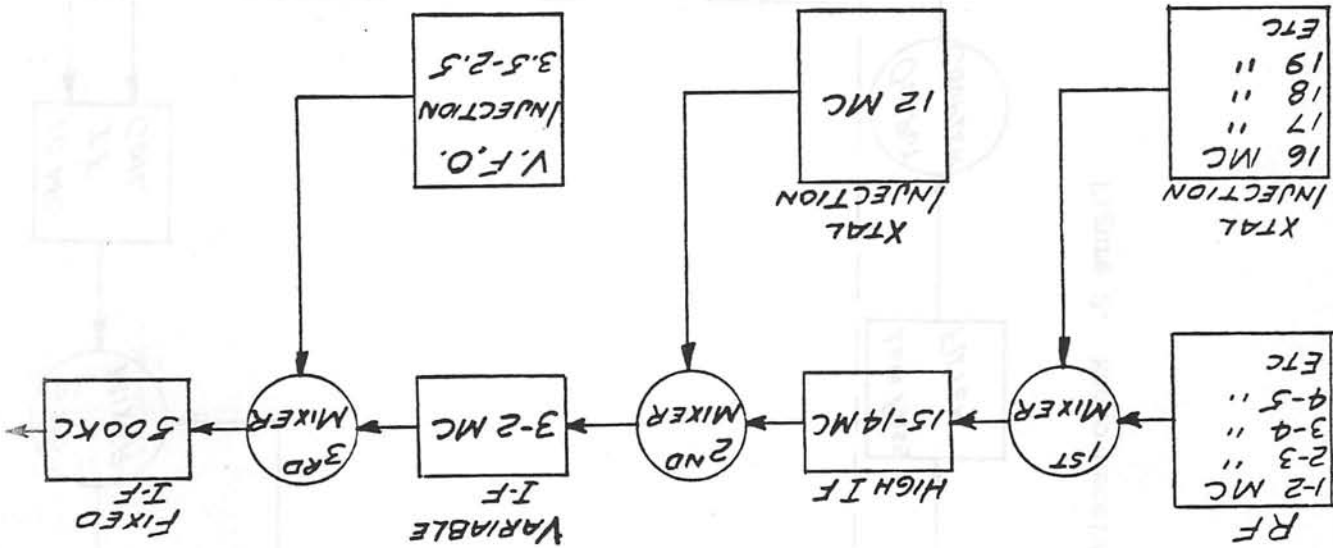 RF
1-2 MC
2-3 "
3-4 "
4-5 "
ETC
1ST
MIXER
HIGH IF
15-14 MC
2ND
MIXER
VARIABLE
I-F
3-2 MC
3RD
MIXER
FIXED
I-F
500KC
XTAL
INJECTION
16 MC
17 "
18 "
19 "
ETC
XTAL
INJECTION
12 MC
V.F.O.
INJECTION
3.5-2.5